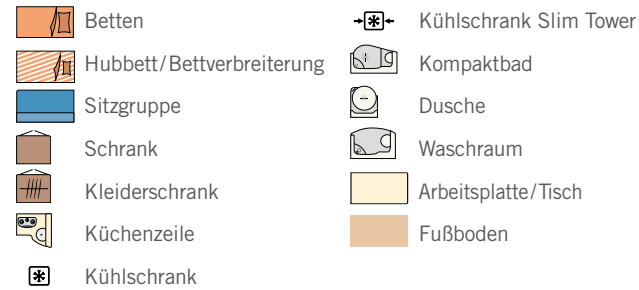 Betten
Hubbett/Bettverbreiterung
Sitzgruppe
Schrank
Kleiderschrank
Küchenzeile
Kühlschrank
Kühlschrank Slim Tower
Kompaktbad
Dusche
Waschraum
Arbeitsplatte/Tisch
Fußboden